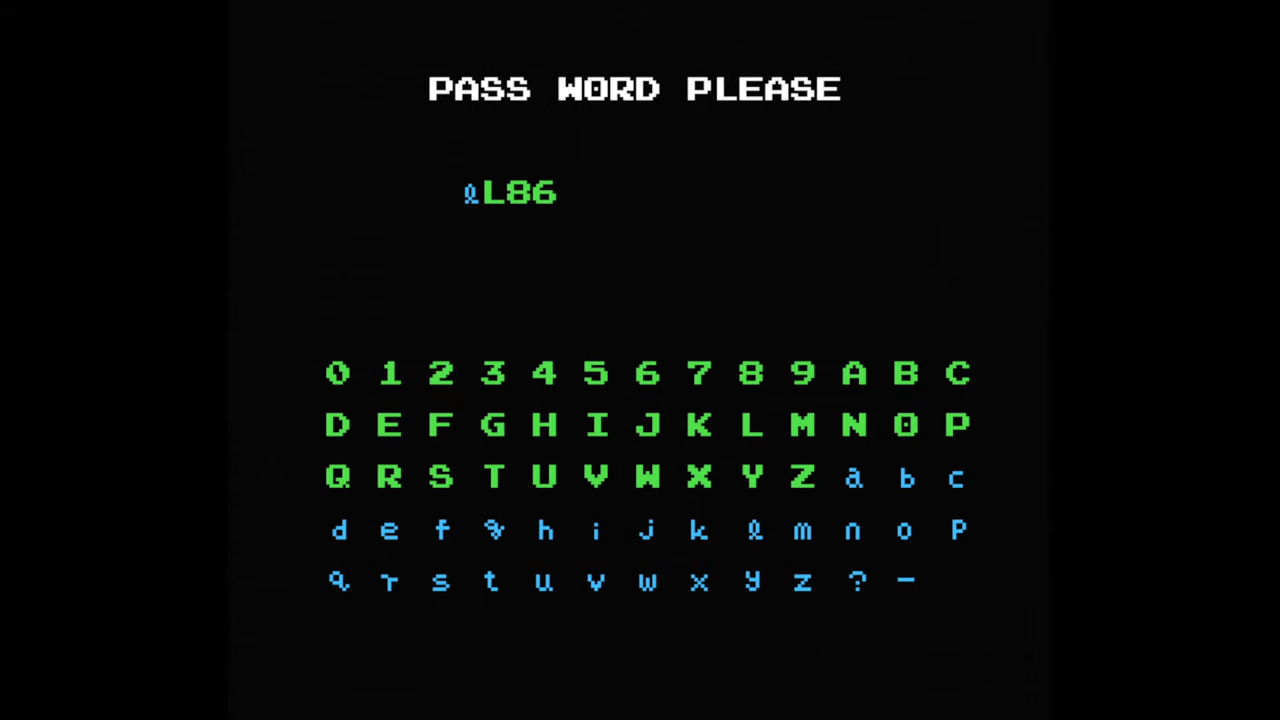 PASS WORD PLEASE
lL86
0 1 2 3 4 5 6 7 8 9 A B C
D E F G H I J K L M N O P
Q R S T U V W X Y Z a b c
d e f g h i j k l m n o p
q r s t u v w x y z ? -